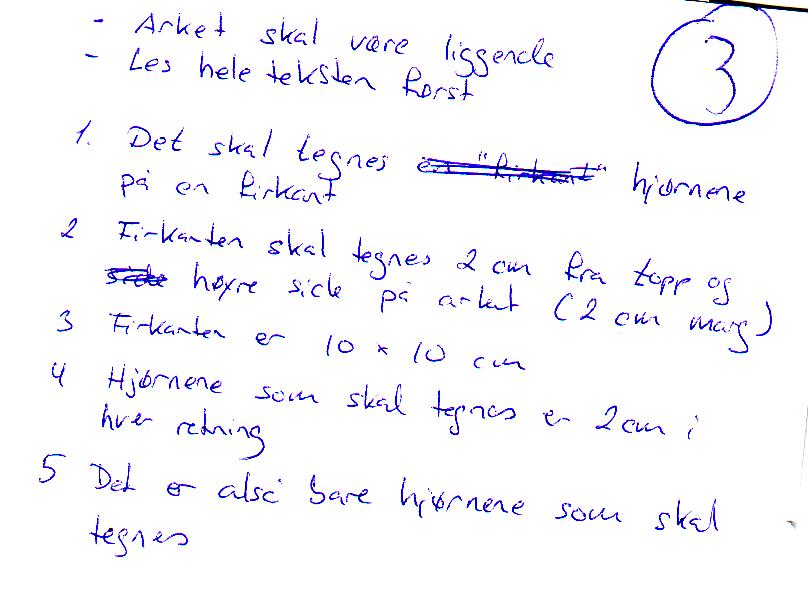 - Arket skal være liggende
- Les hele teksten først
3
1. Det skal tegnes hjørnene
på en firkant
2 Firkanten skal tegnes 2 cm fra topp og
høyre side på arket (2 cm marg)
3 Firkanten er 10 x 10 cm
4 Hjørnene som skal tegnes er 2 cm i
hver retning
5 Det er altså bare hjørnene som skal
tegnes